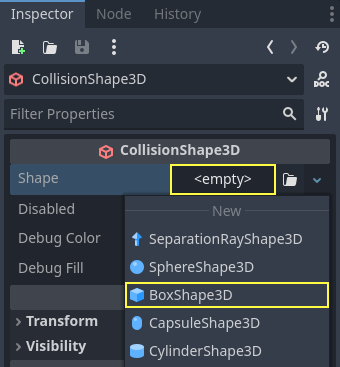 Inspector Node History
CollisionShape3D
DOC
Filter Properties
CollisionShape3D
Shape <empty>
New
Disabled
SeparationRayShape3D
Debug Color
SphereShape3D
Debug Fill
BoxShape3D
Transform
CapsuleShape3D
Visibility
CylinderShape3D